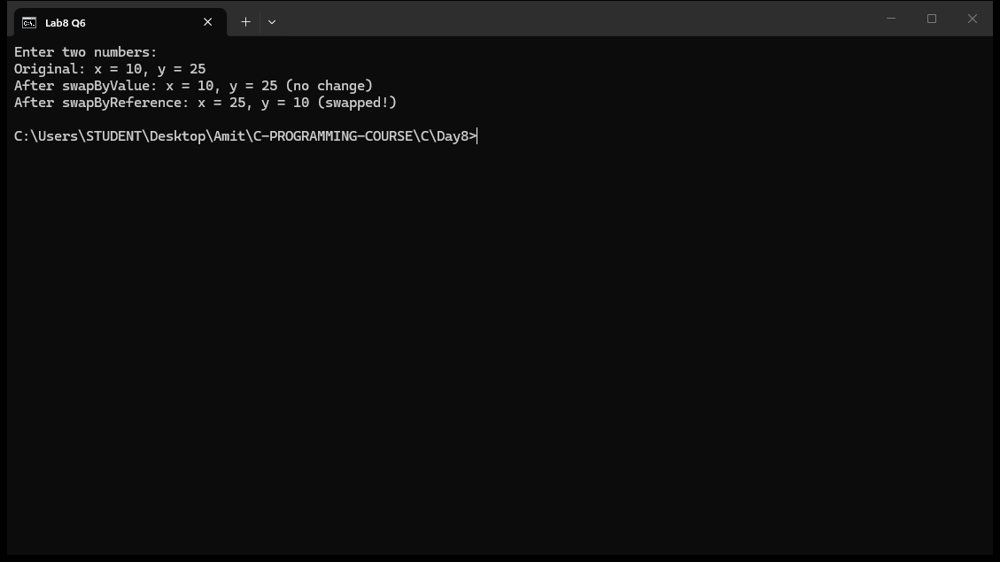 Lab8 Q6
Enter two numbers:
Original: x = 10, y = 25
After swapByValue: x = 10, y = 25 (no change)
After swapByReference: x = 25, y = 10 (swapped!)
C:\Users\STUDENT\Desktop\Amit\C-PROGRAMMING-COURSE\C\Day8>